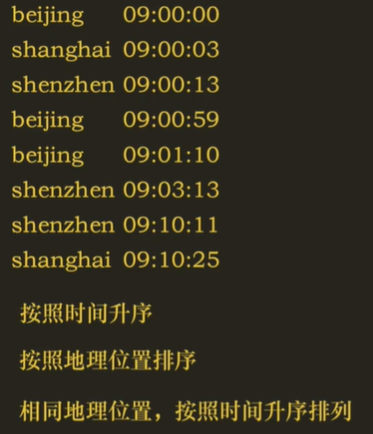 beijing 09:00:00
shanghai 09:00:03
shenzhen 09:00:13
beijing 09:00:59
beijing 09:01:10
shenzhen 09:03:13
shenzhen 09:10:11
shanghai 09:10:25
按照时间升序
按照地理位置排序
相同地理位置，按照时间升序排列